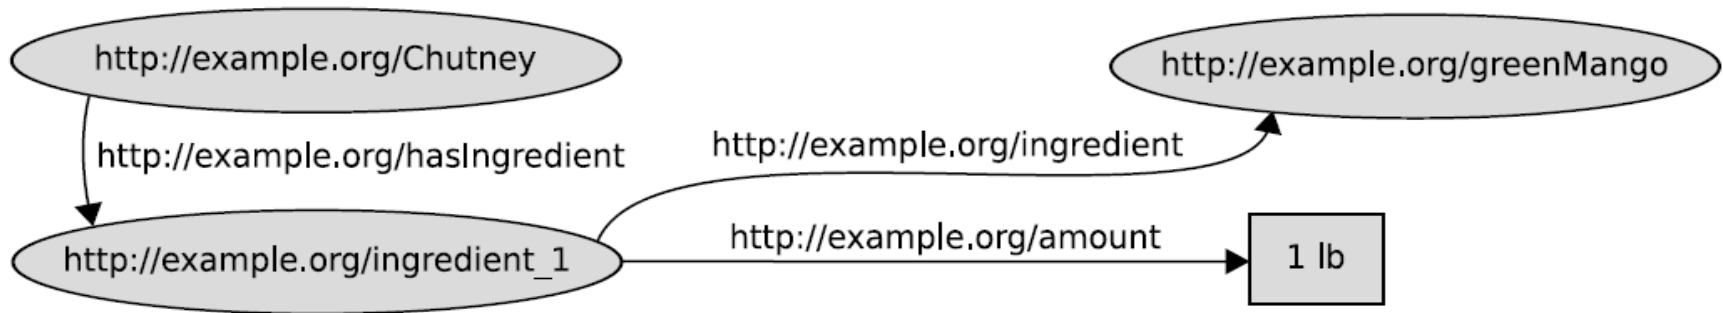 http://example.org/Chutney
http://example.org/greenMango
http://example.org/hasIngredient
http://example.org/ingredient
http://example.org/ingredient_1
http://example.org/amount
1 lb